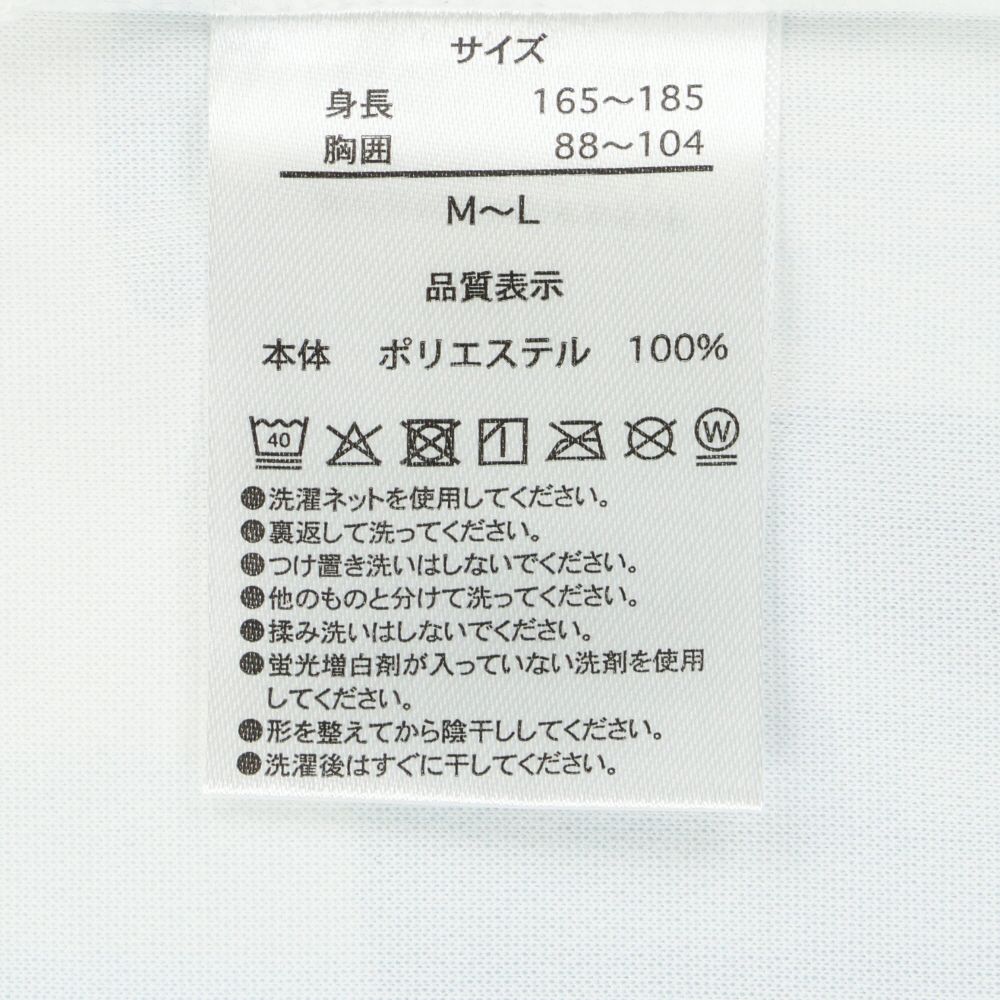 サイズ
身長 165～185
胸囲 88～104
M～L
品質表示
本体 ポリエステル 100%
40 W
●洗濯ネットを使用してください。
●裏返して洗ってください。
●つけ置き洗いはしないでください。
●他のものと分けて洗ってください。
●揉み洗いはしないでください。
●蛍光増白剤が入っていない洗剤を使用
してください。
●形を整えてから陰干ししてください。
●洗濯後はすぐに干してください。